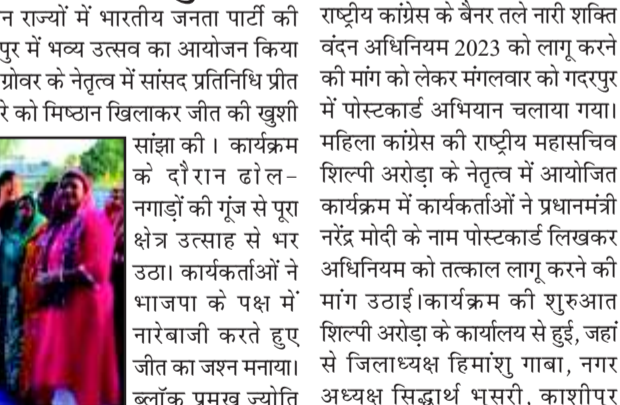 न राज्यों में भारतीय जनता पार्टी की
पुर में भव्य उत्सव का आयोजन किया
ग्रोवर के नेतृत्व में सांसद प्रतिनिधि प्रीत
रे को मिष्ठान खिलाकर जीत की खुशी
सांझा की। कार्यक्रम
के दौरान ढोल-
नगाड़ों की गूंज से पूरा
क्षेत्र उत्साह से भर
उठा। कार्यकर्ताओं ने
भाजपा के पक्ष में
नारेबाजी करते हुए
जीत का जश्न मनाया।
ब्लॉक प्रमुख ज्योति
राष्ट्रीय कांग्रेस के बैनर तले नारी शक्ति
वंदन अधिनियम 2023 को लागू करने
की मांग को लेकर मंगलवार को गदरपुर
में पोस्टकार्ड अभियान चलाया गया।
महिला कांग्रेस की राष्ट्रीय महासचिव
शिल्पी अरोड़ा के नेतृत्व में आयोजित
कार्यक्रम में कार्यकर्ताओं ने प्रधानमंत्री
नरेंद्र मोदी के नाम पोस्टकार्ड लिखकर
अधिनियम को तत्काल लागू करने की
मांग उठाई।कार्यक्रम की शुरुआत
शिल्पी अरोड़ा के कार्यालय से हुई, जहां
से जिलाध्यक्ष हिमांशु गाबा, नगर
अध्यक्ष सिद्धार्थ भुसरी, काशीपुर